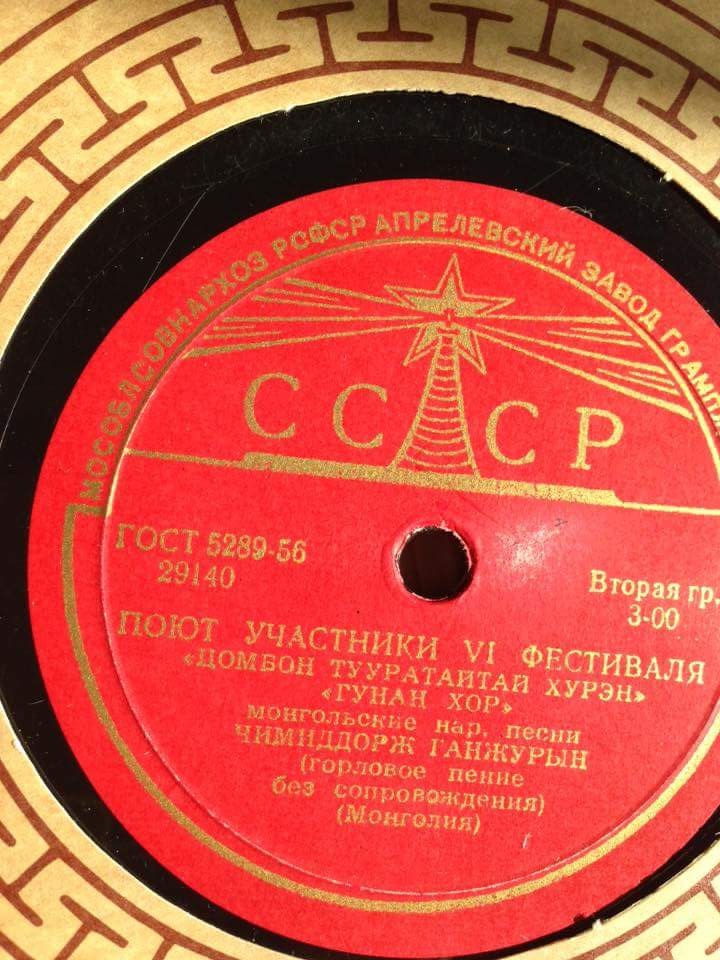 МОСОБЛСОВНАРХОЗ РСФСР АПРЕЛЕВСКИЙ ЗАВОД ГРАМП
СССР
ГОСТ 5289-56
29140
Вторая гр.
3-00
ПОЮТ УЧАСТНИКИ VI ФЕСТИВАЛЯ
«ЦОМБОН ТУУРАТАЙТАЙ ХУРЭН»
«ГУНАН ХОР»
монгольские нар. песни
ЧИМИДДОРЖ ГАНЖУРЫН
(горловое пение
без сопровождения)
(Монголия)